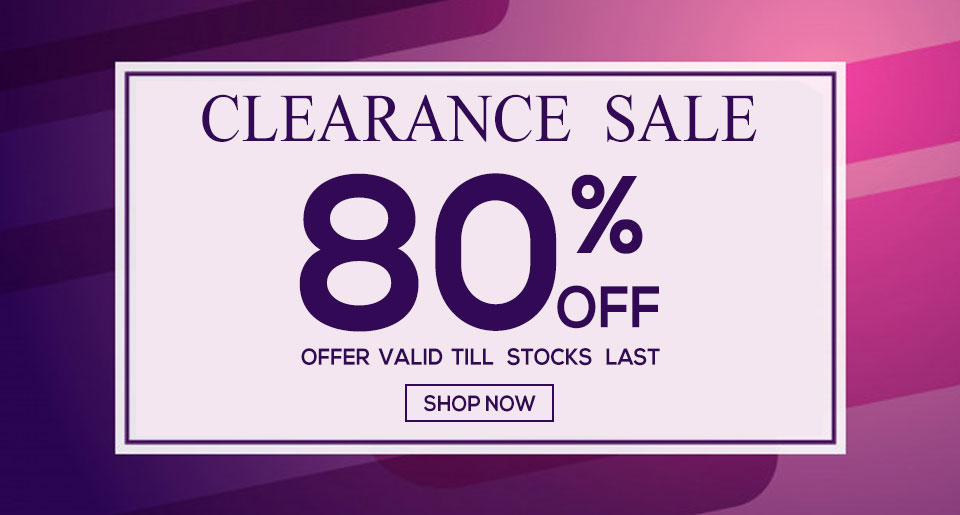 CLEARANCE SALE
80% OFF
OFFER VALID TILL STOCKS LAST
SHOP NOW